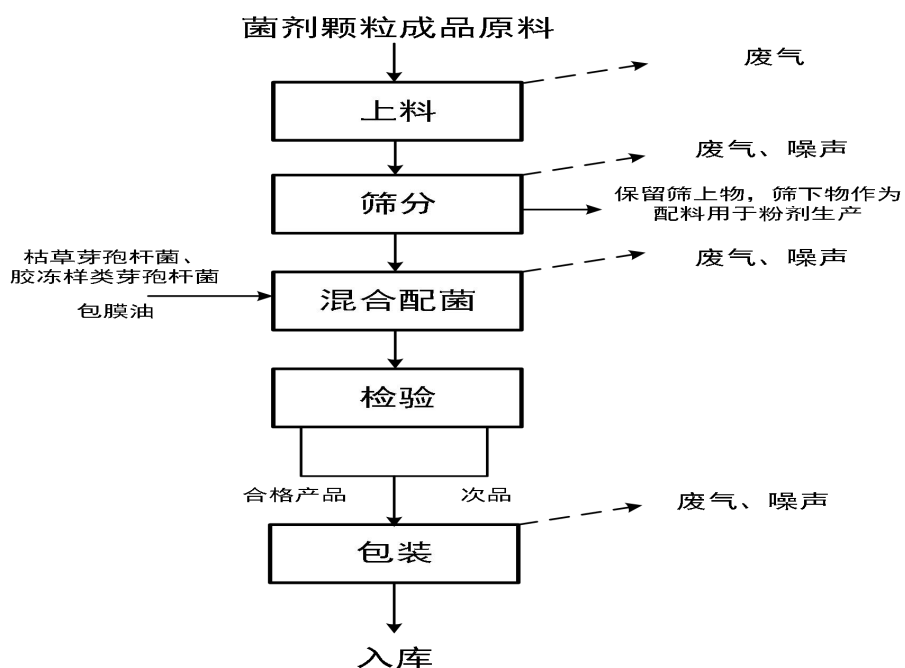 菌剂颗粒成品原料
废气
上料
废气、噪声
筛分
保留筛上物，筛下物作为
配料用于粉剂生产
枯草芽孢杆菌、
胶冻样类芽孢杆菌
包膜油
废气、噪声
混合配菌
检验
合格产品
次品
废气、噪声
包装
入库